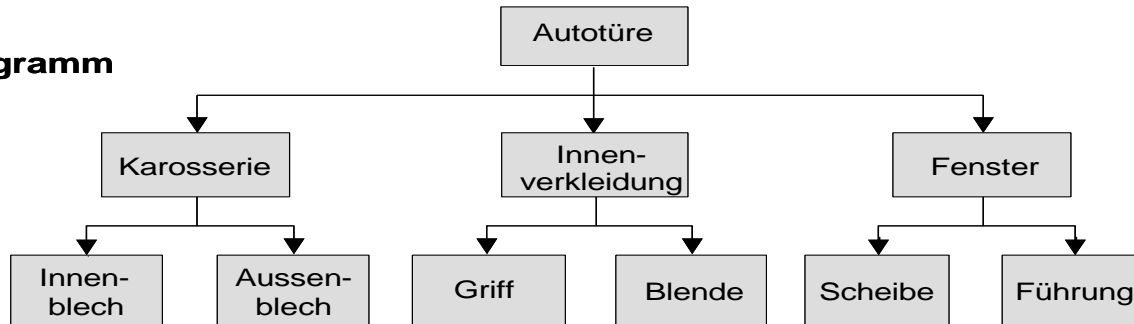 Autotüre
gramm
Karosserie
Innen-
verkleidung
Fenster
Innen-
blech
Aussen-
blech
Griff
Blende
Scheibe
Führung